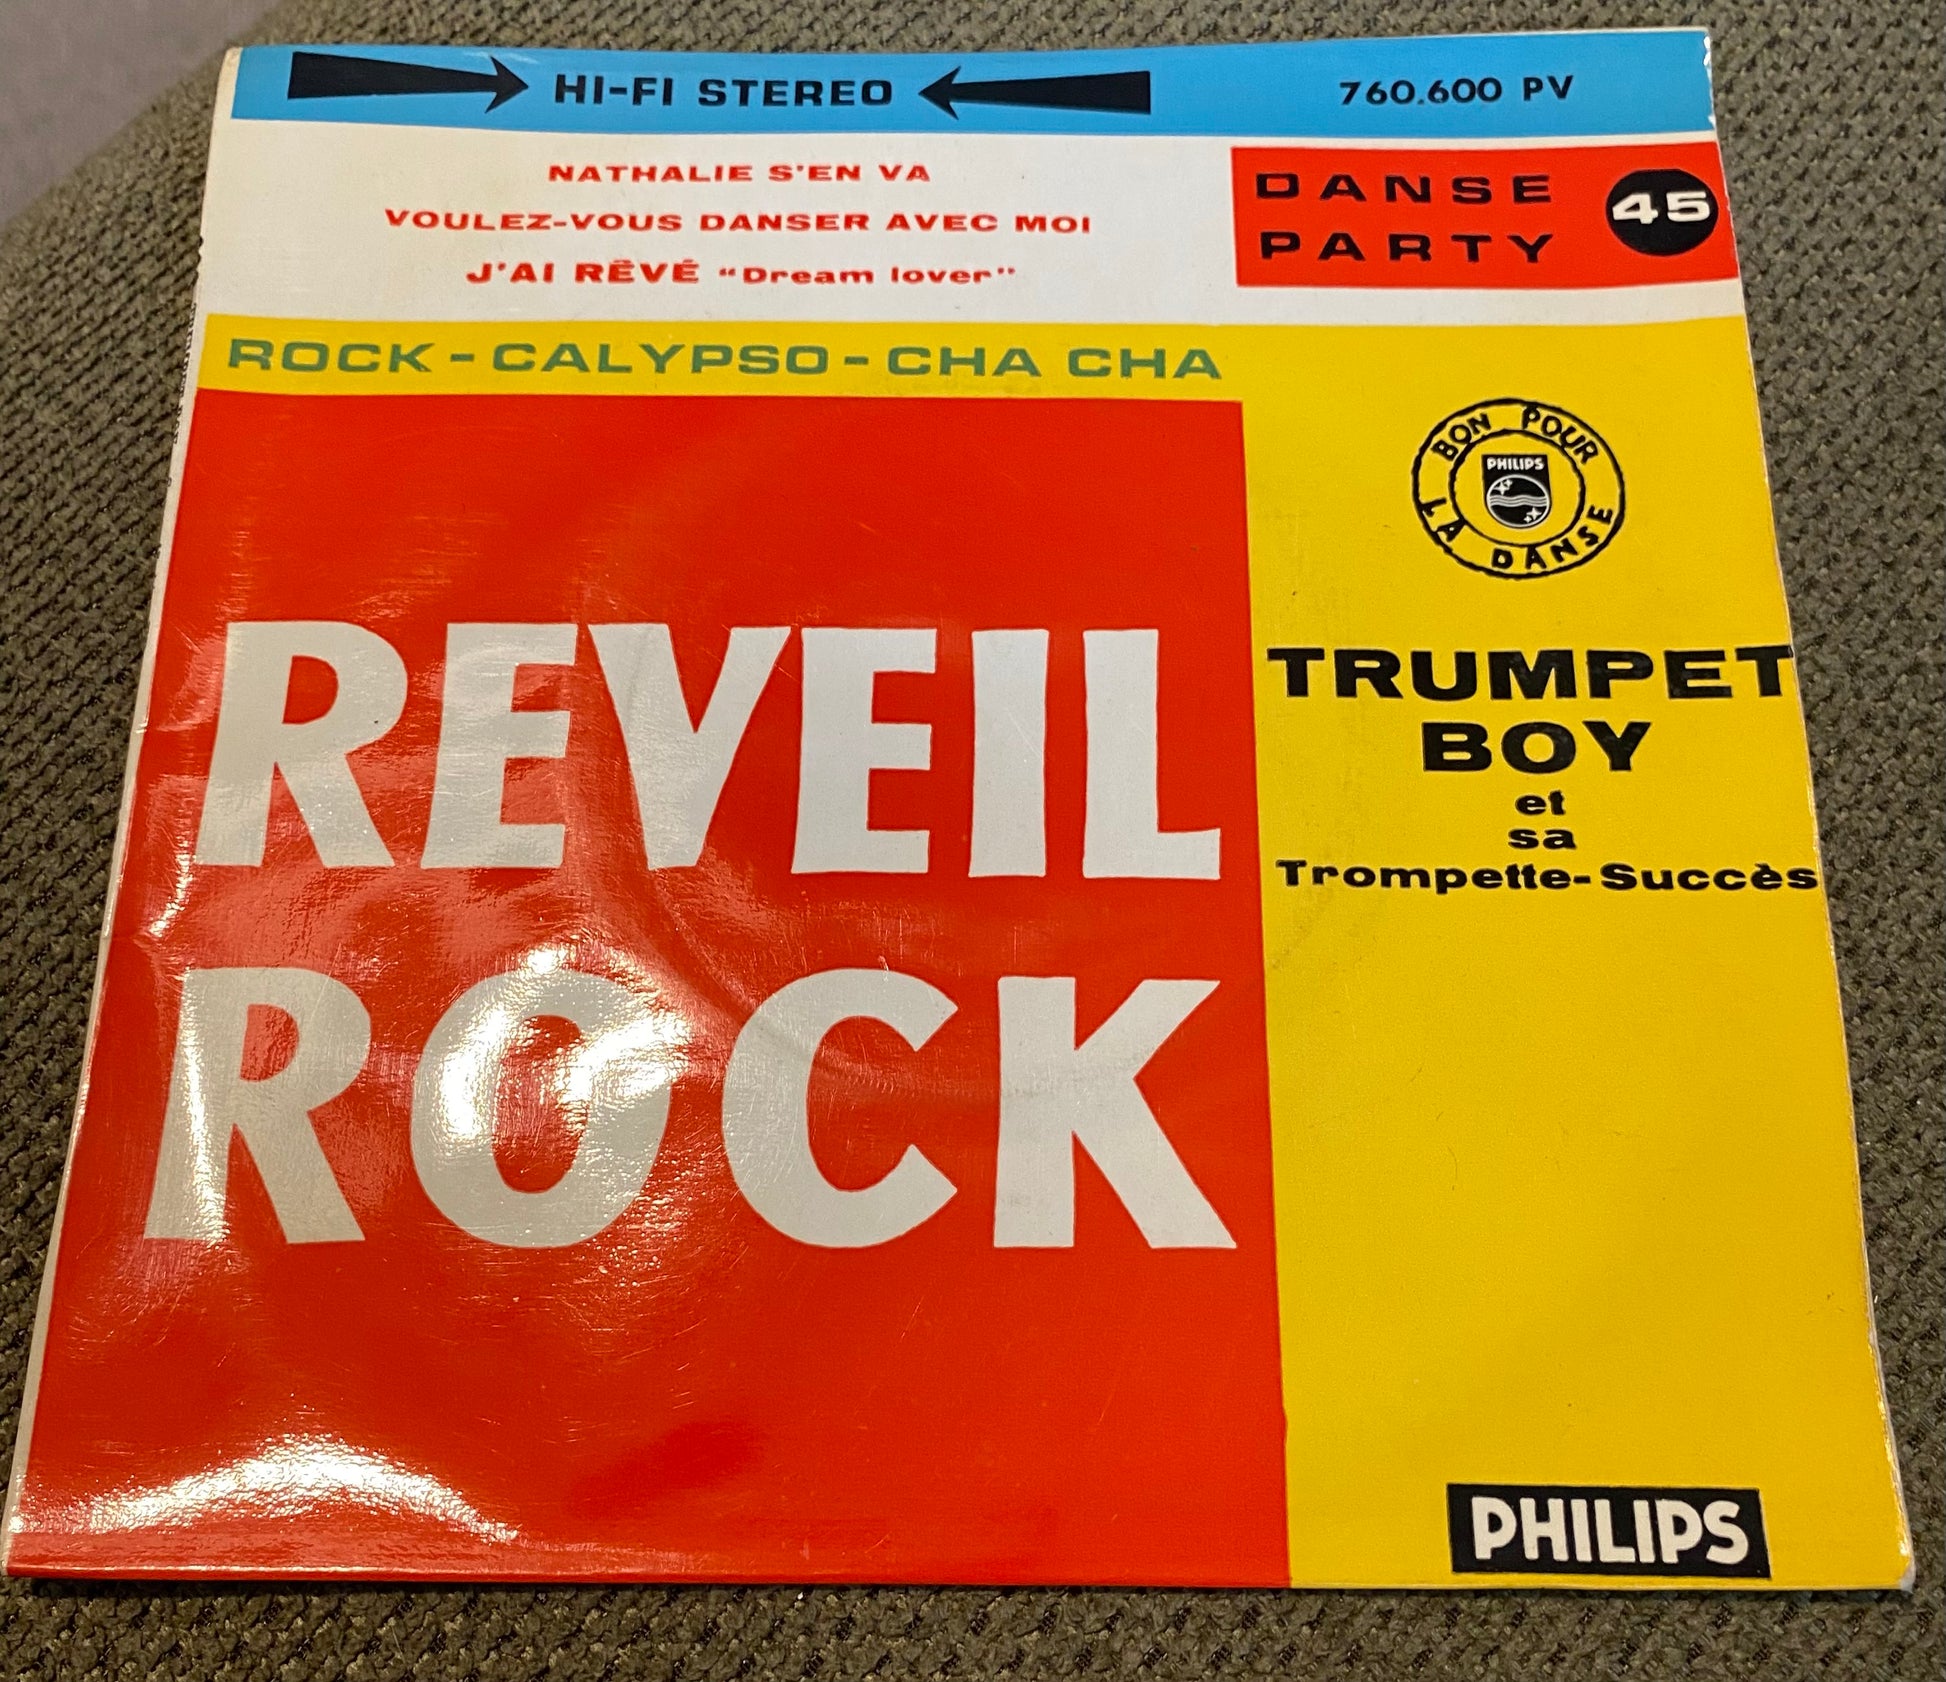 HI-FI STEREO
760.600 PV
NATHALIE S'EN VA
VOULEZ-VOUS DANSER AVEC MOI
J'AI RÊVÉ "Dream lover"
DANSE
PARTY
45
ROCK-CALYPSO-CHA CHA
BON POUR
LA DANSE
PHILIPS
REVEIL
ROCK
TRUMPET
BOY
et
sa
Trompette-Succès
PHILIPS